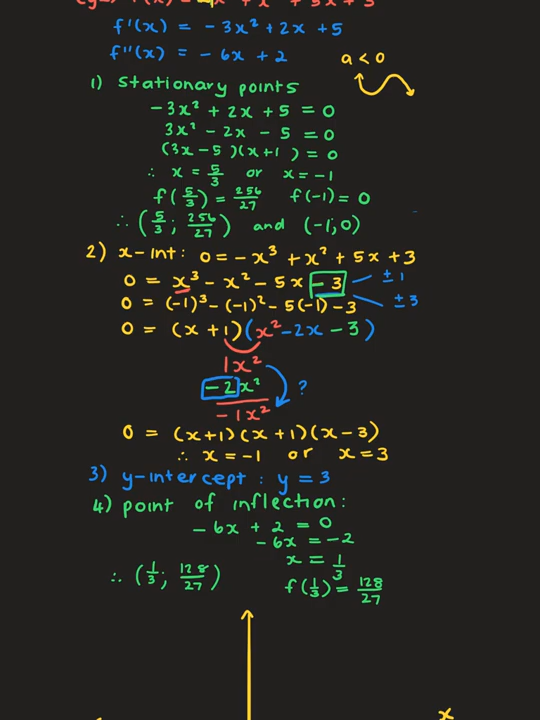 f'(x) = - 3x² + 2x + 5
f''(x) = - 6x + 2
a < 0
1) stationary points
-3x² + 2x + 5 = 0
3x² - 2x - 5 = 0
(3x - 5)(x + 1) = 0
∴ x = 5/3 or x = -1
f(5/3) = 256/27 f(-1) = 0
∴ (5/3 ; 256/27) and (-1;0)
2) x-int: 0 = - x³ + x² + 5x + 3
0 = x³ - x² - 5x - 3 ± 1
0 = (-1)³ - (-1)² - 5(-1) - 3 ± 3
0 = (x + 1)(x² - 2x - 3)
1x²
-2x² ?
-1x²
0 = (x+1)(x+1)(x-3)
∴ x = -1 or x = 3
3) y-intercept : y = 3
4) point of inflection:
-6x + 2 = 0
-6x = -2
x = 1/3
∴ (1/3 ; 128/27) f(1/3) = 128/27
x